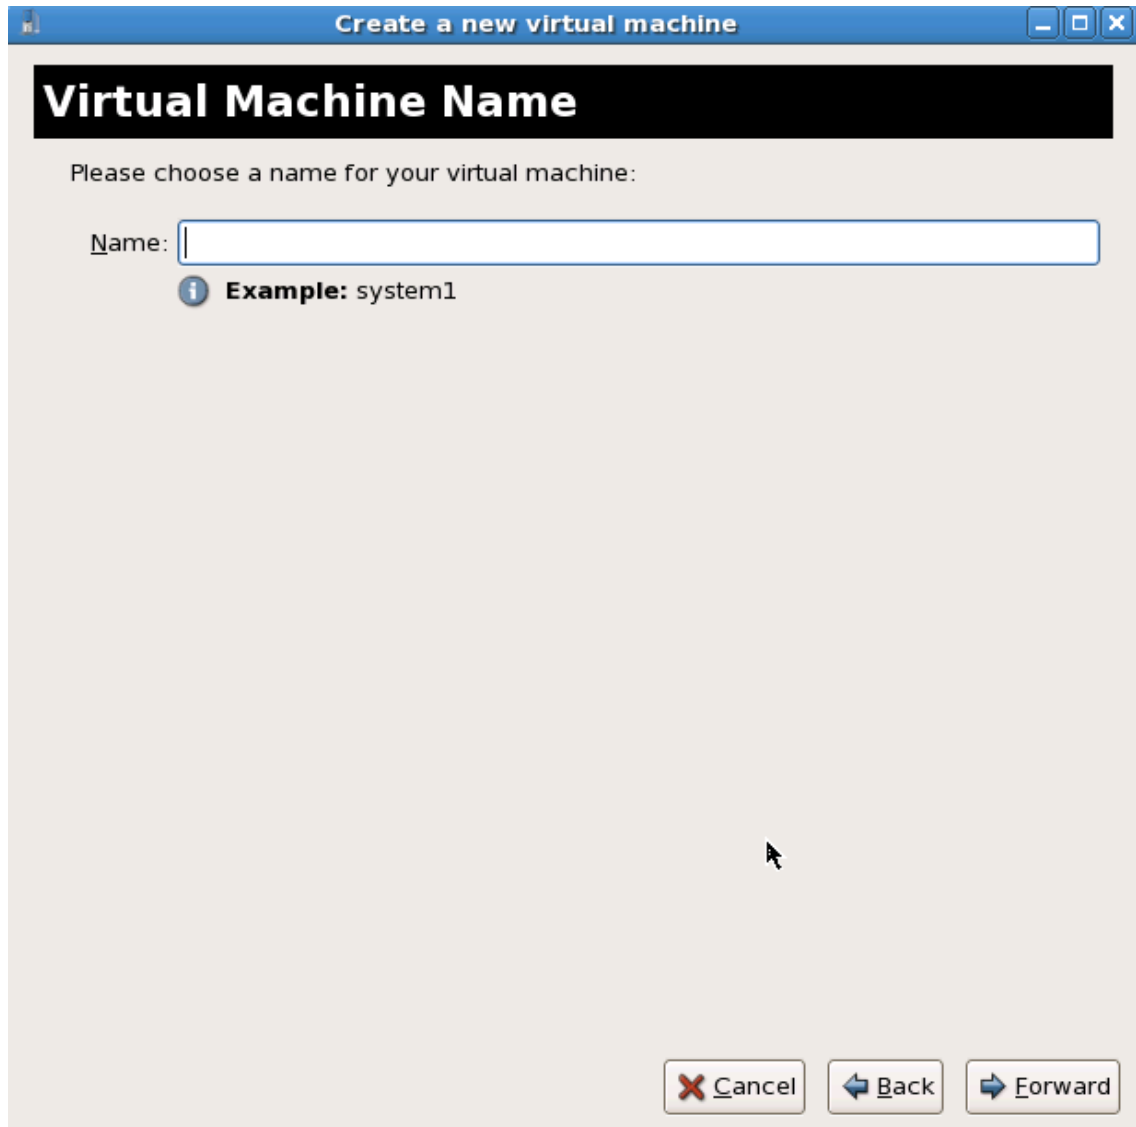 Create a new virtual machine
Virtual Machine Name
Please choose a name for your virtual machine:
Name:
Example: system1
Cancel Back Forward